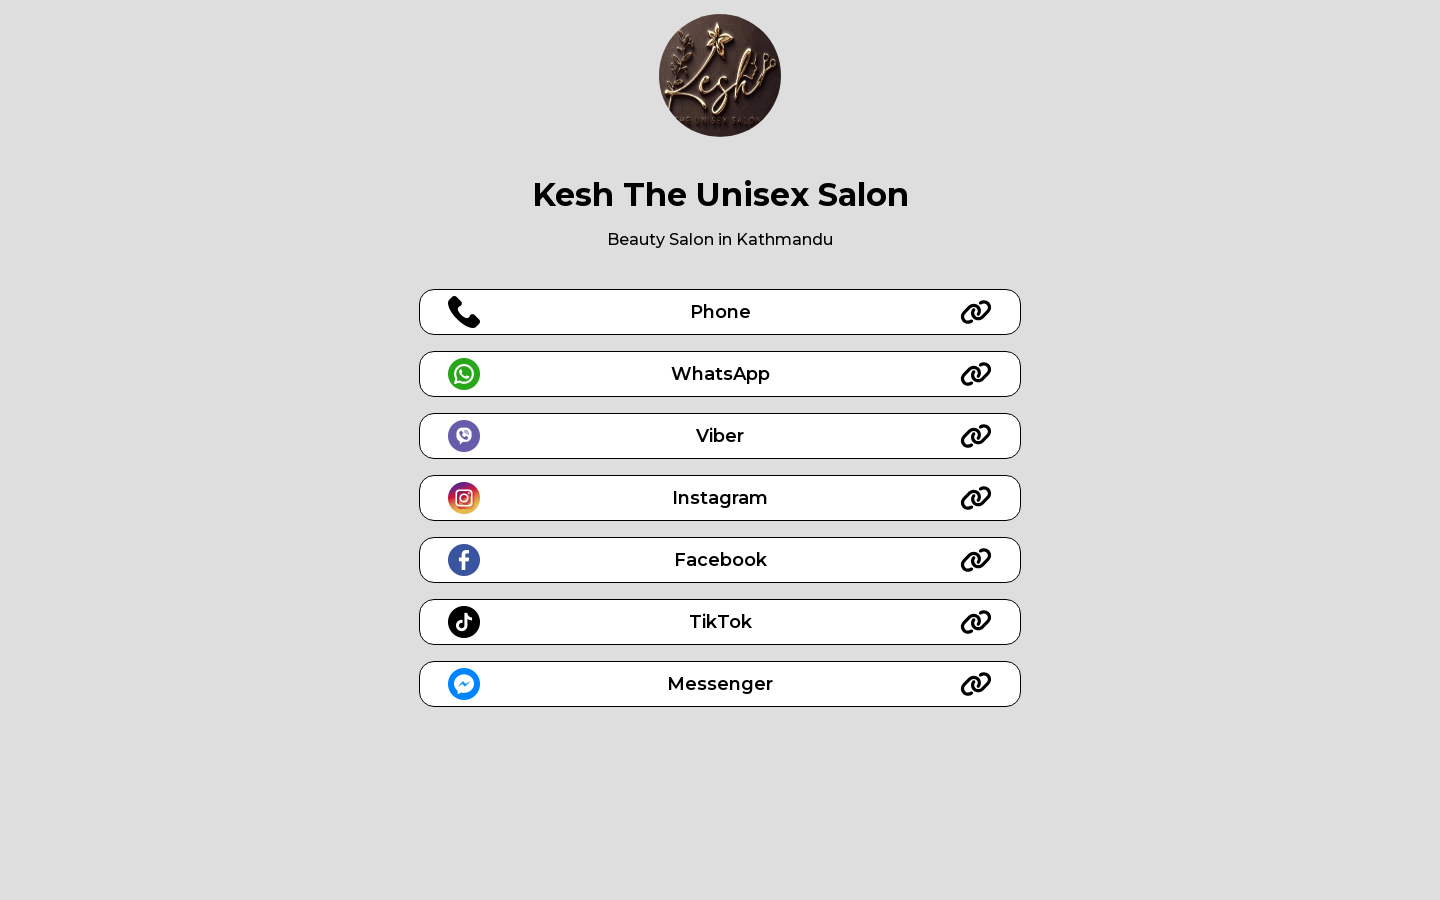 Kesh
THE UNISEX SALON
Kesh The Unisex Salon
Beauty Salon in Kathmandu
Phone
WhatsApp
Viber
Instagram
Facebook
TikTok
Messenger